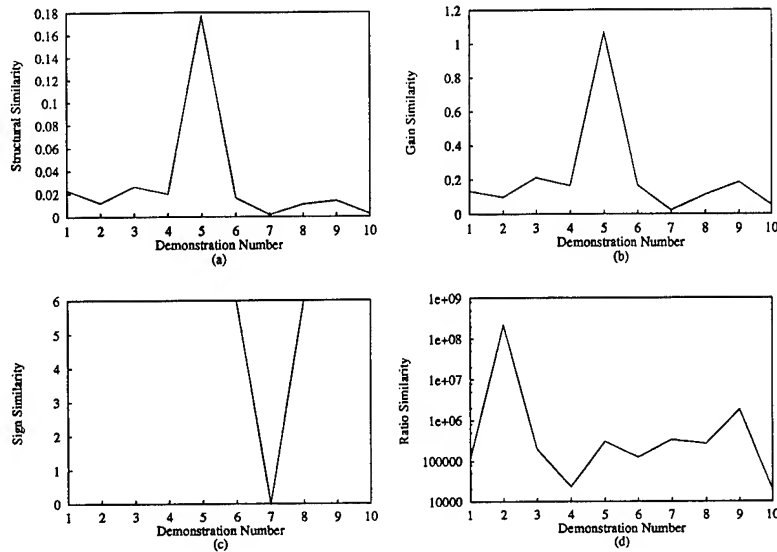 0.18
0.16
0.14
0.12
0.1
0.08
0.06
0.04
0.02
0
Structural Similarity
1 2 3 4 5 6 7 8 9 10
Demonstration Number
(a)
1.2
1
0.8
0.6
0.4
0.2
0
Gain Similarity
1 2 3 4 5 6 7 8 9 10
Demonstration Number
(b)
6
5
4
3
2
1
0
Sign Similarity
1 2 3 4 5 6 7 8 9 10
Demonstration Number
(c)
1e+09
1e+08
1e+07
1e+06
100000
10000
Ratio Similarity
1 2 3 4 5 6 7 8 9 10
Demonstration Number
(d)